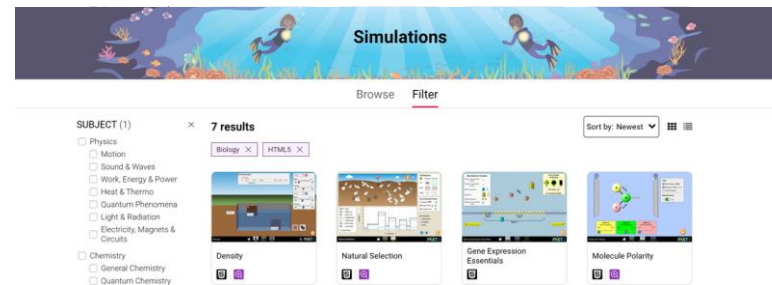 Simulations
Browse Filter
SUBJECT (1) ×
Physics
Motion
Sound & Waves
Work, Energy & Power
Heat & Thermo
Quantum Phenomena
Light & Radiation
Electricity, Magnets &
Circuits
Chemistry
General Chemistry
Quantum Chemistry
7 results
Sort by: Newest
Biology ×
HTML5 ×
Density
Natural Selection
Gene Expression
Essentials
Molecule Polarity